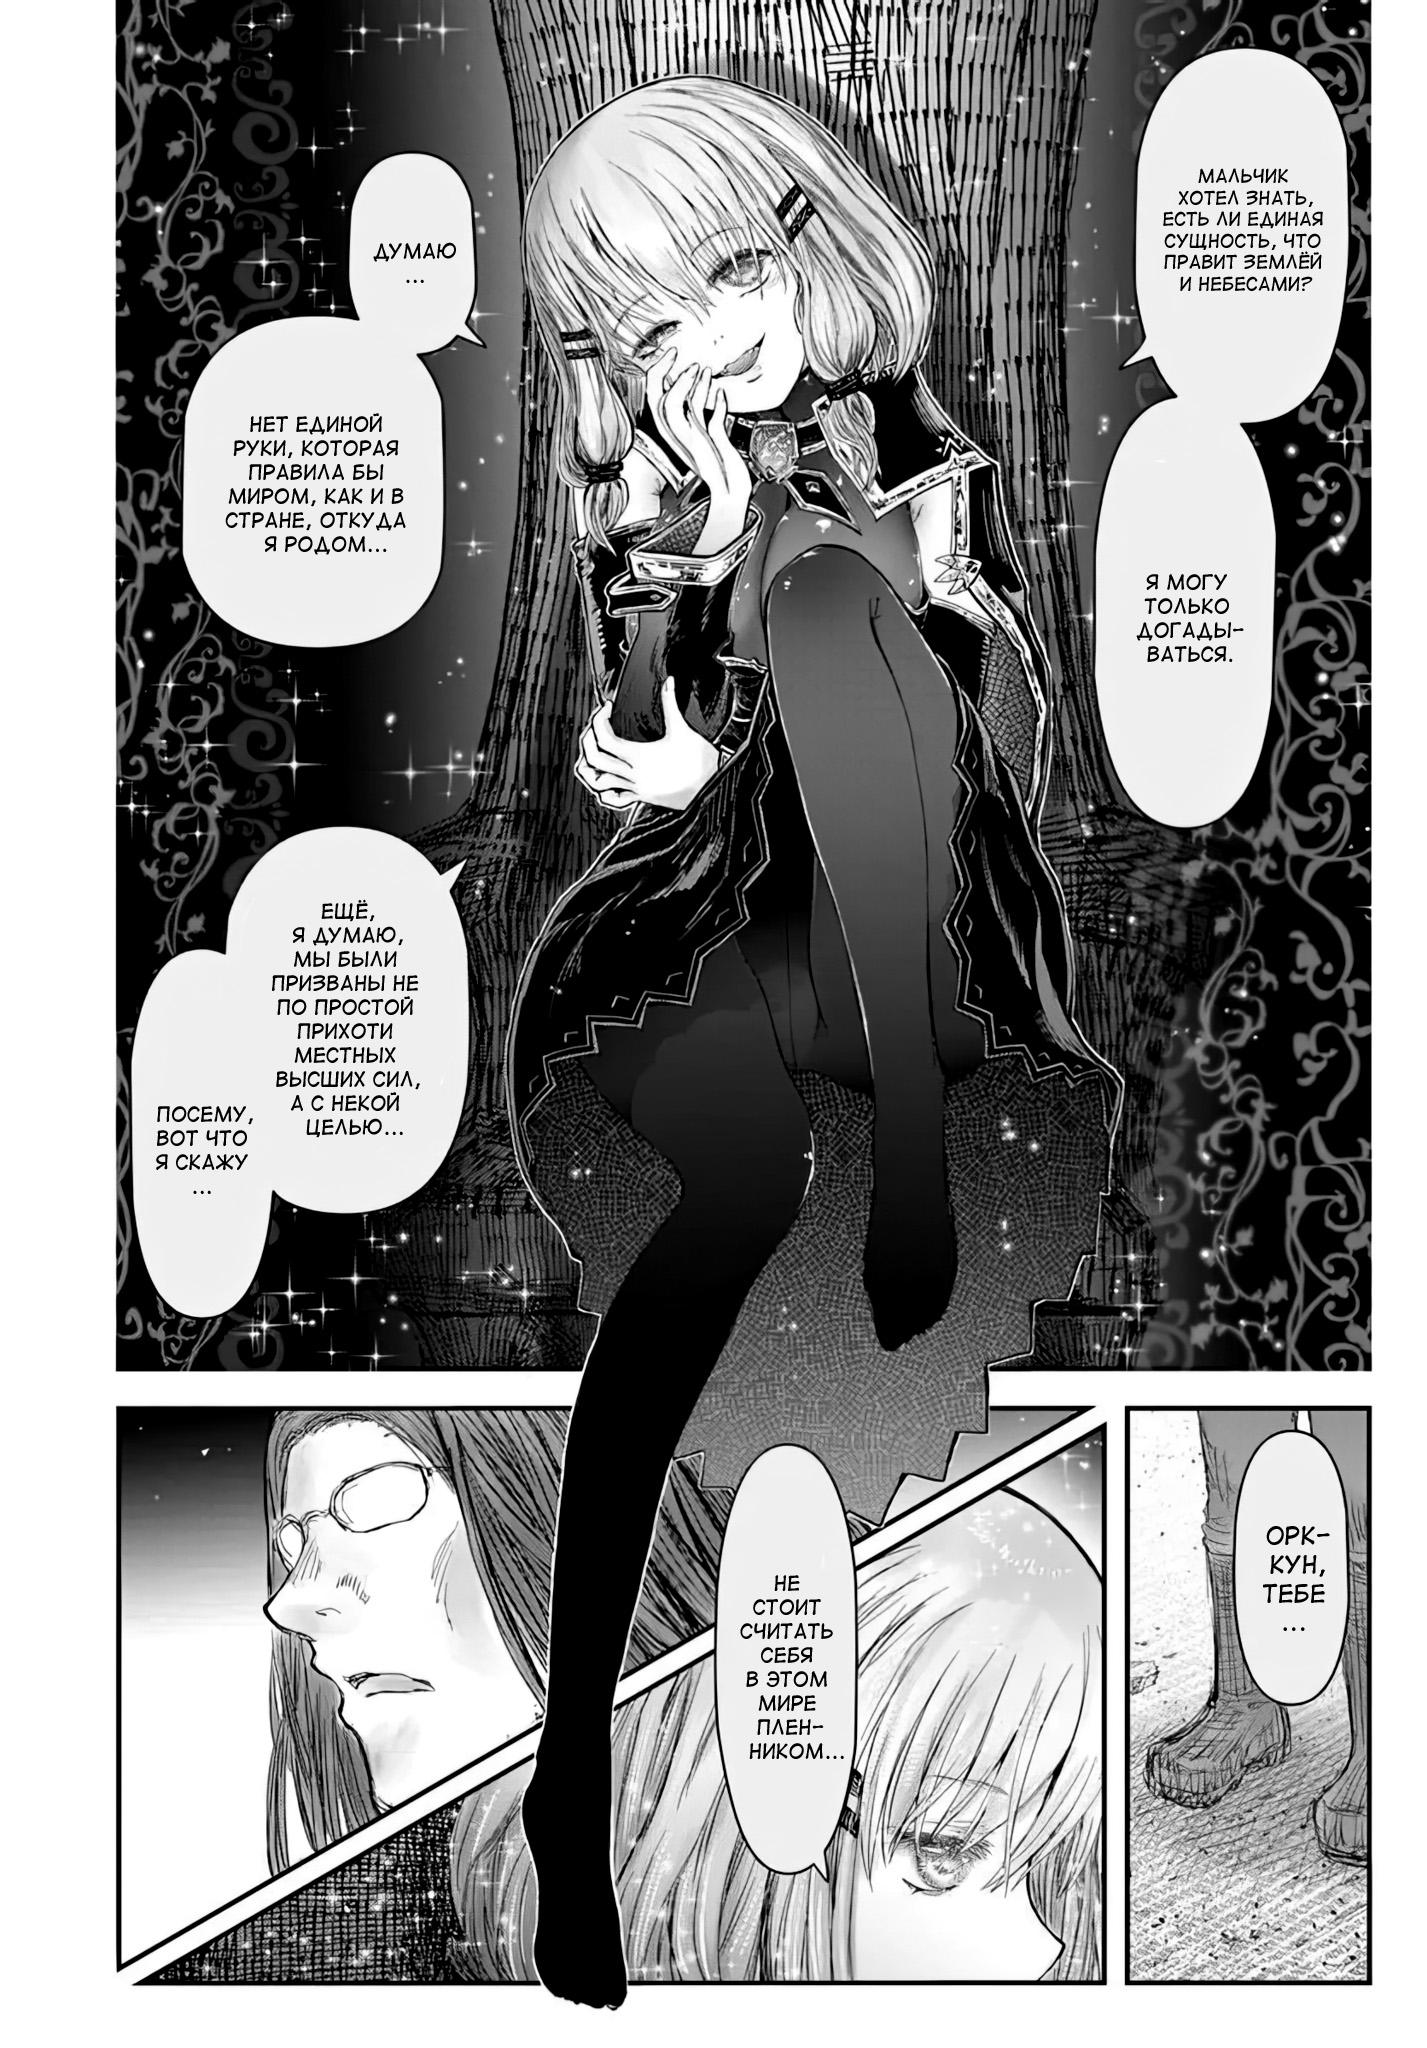 МАЛЬЧИК
ХОТЕЛ ЗНАТЬ,
ЕСТЬ ЛИ ЕДИНАЯ
СУЩНОСТЬ, ЧТО
ПРАВИТ ЗЕМЛЁЙ
И НЕБЕСАМИ?
Я МОГУ
ТОЛЬКО
ДОГАДЫ-
ВАТЬСЯ.
ДУМАЮ
...
НЕТ ЕДИНОЙ
РУКИ, КОТОРАЯ
ПРАВИЛА БЫ
МИРОМ, КАК И В
СТРАНЕ, ОТКУДА
Я РОДОМ...
ЕЩЁ,
Я ДУМАЮ,
МЫ БЫЛИ
ПРИЗВАНЫ НЕ
ПО ПРОСТОЙ
ПРИХОТИ
МЕСТНЫХ
ВЫСШИХ СИЛ,
А С НЕКОЙ
ЦЕЛЬЮ...
ПОСЕМУ,
ВОТ ЧТО
Я СКАЖУ
...
ОРК-
КУН,
ТЕБЕ
...
НЕ
СТОИТ
СЧИТАТЬ
СЕБЯ
В ЭТОМ
МИРЕ
ПЛЕН-
НИКОМ...